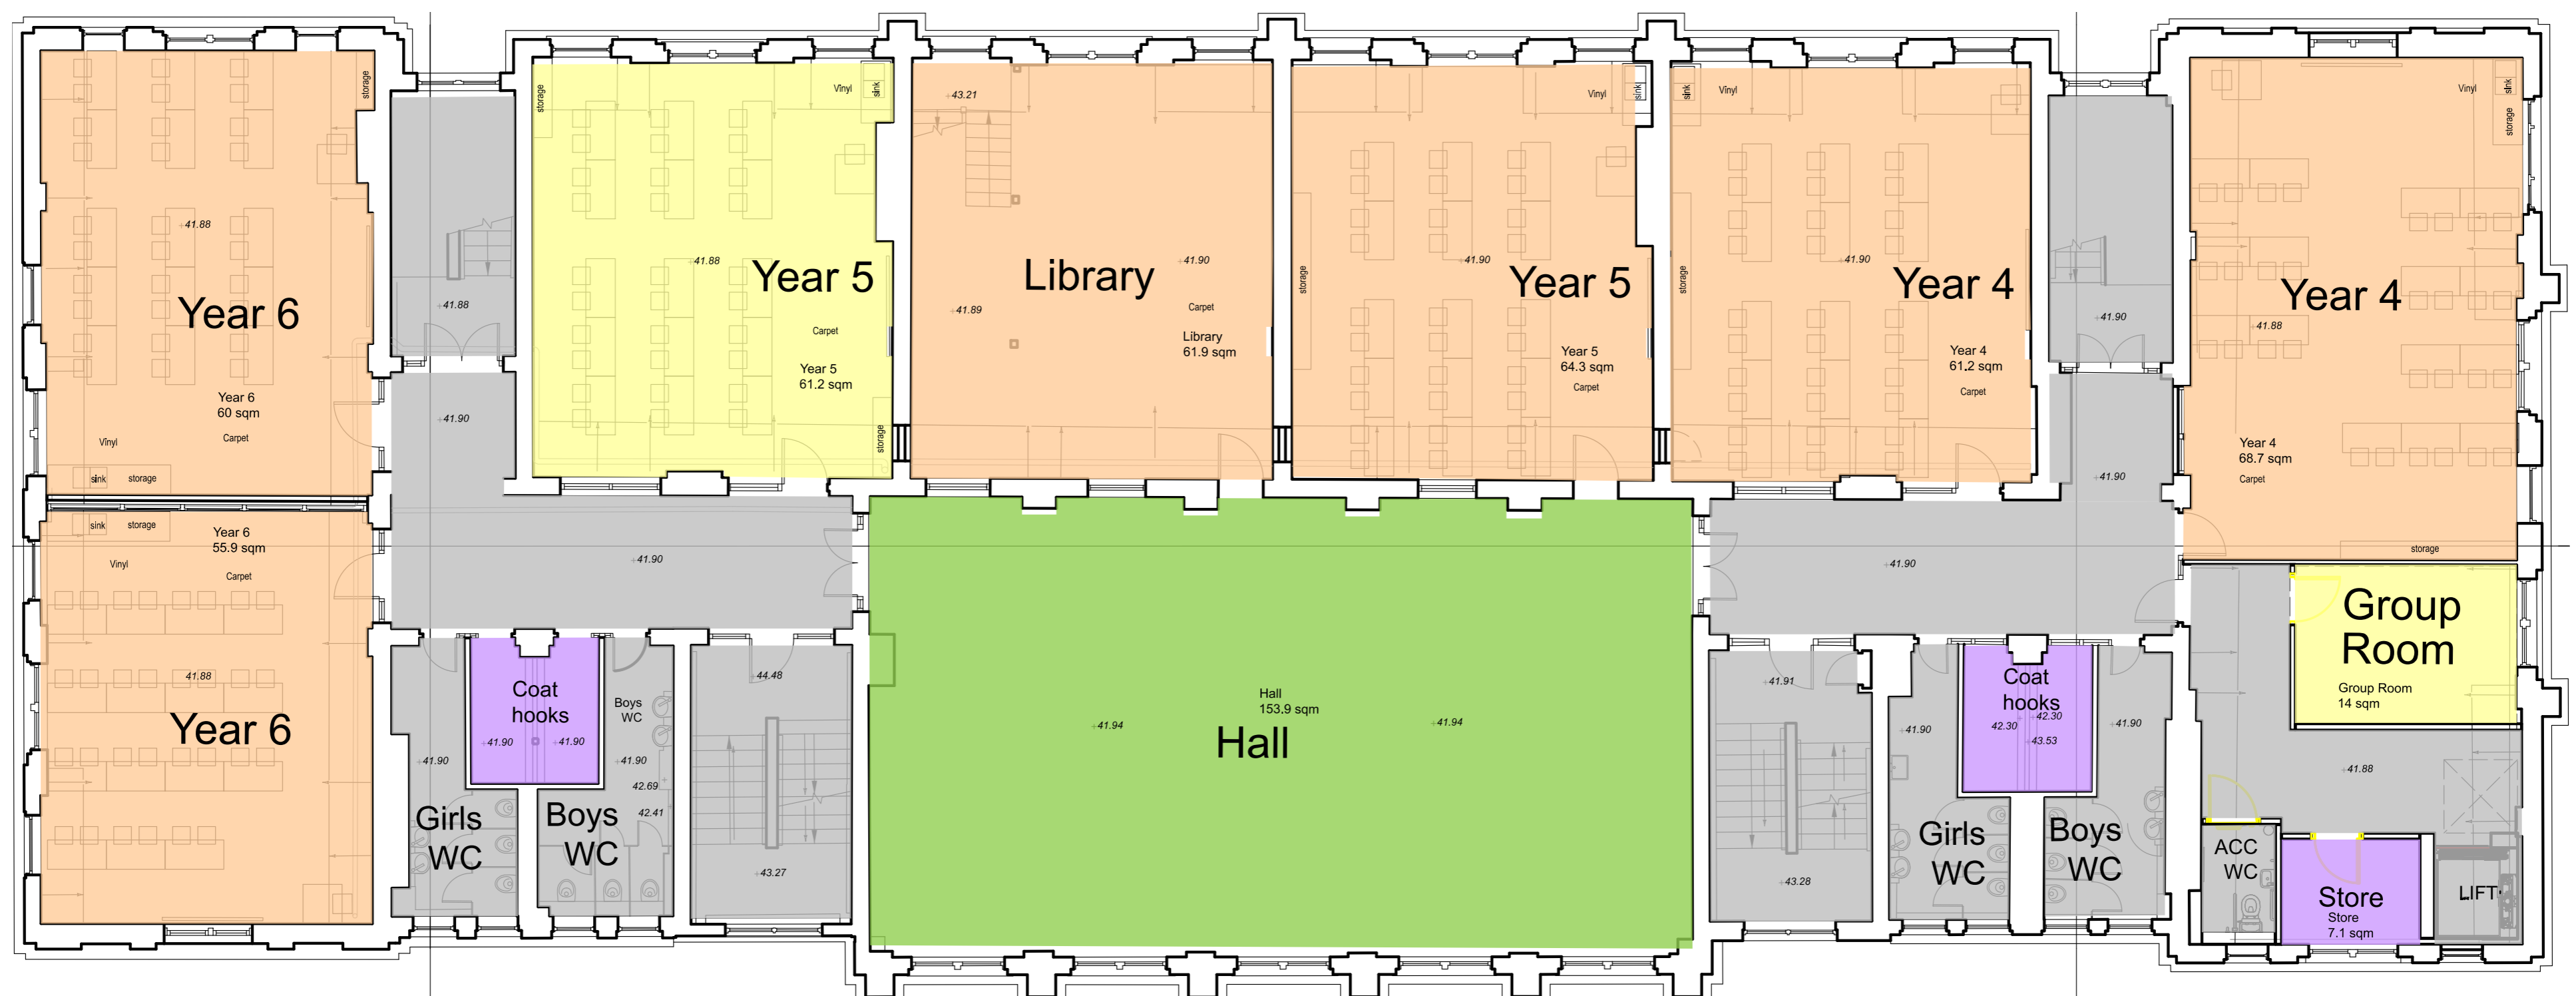 storage
+41.88
Year 6
Year 6
60 sqm
Vinyl
Carpet
sink
storage
sink
storage
Year 6
55.9 sqm
Vinyl
Carpet
+41.88
Year 6
+41.88
+41.90
+41.90
storage
Vinyl
sink
+41.88
Year 5
Carpet
Year 5
61.2 sqm
storage
+43.21
Library
+41.90
+41.89
Carpet
Library
61.9 sqm
Vinyl
sink
+41.90
Year 5
storage
Year 5
64.3 sqm
Carpet
sink
Vinyl
+41.90
Year 4
storage
Year 4
61.2 sqm
Carpet
+41.90
+41.90
+41.90
Vinyl
sink
storage
Year 4
+41.88
Year 4
68.7 sqm
Carpet
storage
Coat
hooks
+41.90
+41.90
+41.90
Girls
WC
Boys
WC
+41.90
42.69
42.41
Boys
WC
+44.48
+43.27
Hall
153.9 sqm
+41.94
+41.94
Hall
+41.91
+43.28
+41.90
Girls
WC
Coat
hooks
+42.30
42.30
+43.53
+41.90
Boys
WC
Group
Room
Group Room
14 sqm
+41.88
ACC
WC
Store
Store
7.1 sqm
LIFT